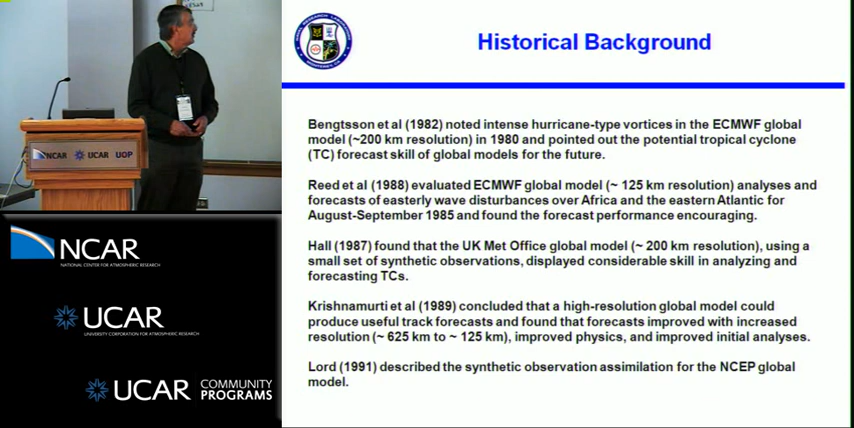 Historical Background
Bengtsson et al (1982) noted intense hurricane-type vortices in the ECMWF global
model (~200 km resolution) in 1980 and pointed out the potential tropical cyclone
(TC) forecast skill of global models for the future.
Reed et al (1988) evaluated ECMWF global model (~ 125 km resolution) analyses and
forecasts of easterly wave disturbances over Africa and the eastern Atlantic for
August-September 1985 and found the forecast performance encouraging.
Hall (1987) found that the UK Met Office global model (~ 200 km resolution), using a
small set of synthetic observations, displayed considerable skill in analyzing and
forecasting TCs.
Krishnamurti et al (1989) concluded that a high-resolution global model could
produce useful track forecasts and found that forecasts improved with increased
resolution (~ 625 km to ~ 125 km), improved physics, and improved initial analyses.
Lord (1991) described the synthetic observation assimilation for the NCEP global
model.
NCAR UCAR UOP
NCAR
NATIONAL CENTER FOR ATMOSPHERIC RESEARCH
UCAR
UNIVERSITY CORPORATION FOR ATMOSPHERIC RESEARCH
UCAR COMMUNITY
PROGRAMS